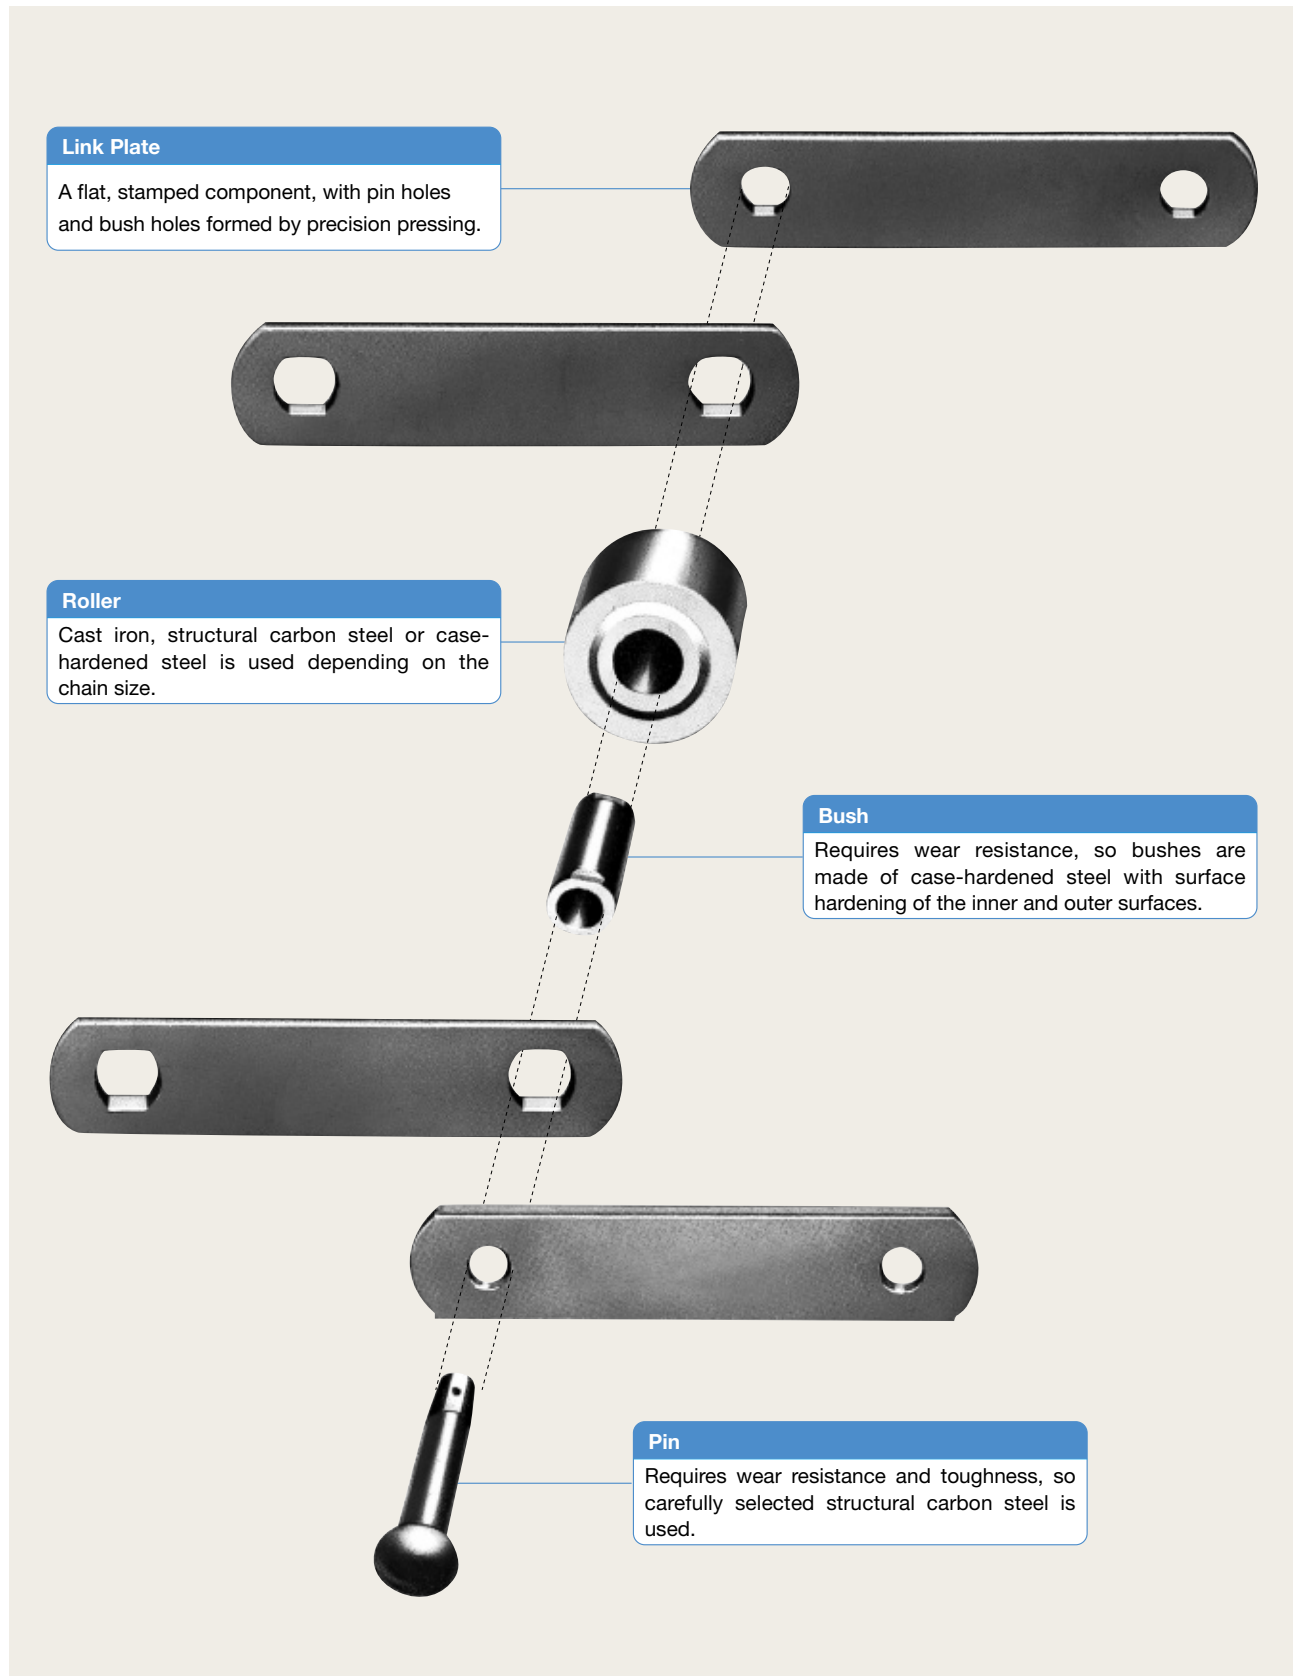 Link Plate
A flat, stamped component, with pin holes
and bush holes formed by precision pressing.
Roller
Cast iron, structural carbon steel or case-
hardened steel is used depending on the
chain size.
Bush
Requires wear resistance, so bushes are
made of case-hardened steel with surface
hardening of the inner and outer surfaces.
Pin
Requires wear resistance and toughness, so
carefully selected structural carbon steel is
used.